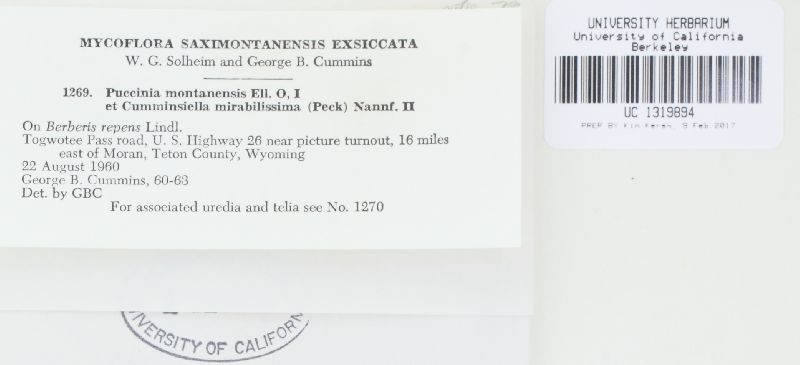 MYCOFLORA SAXIMONTANENSIS EXSICCATA
W. G. Solheim and George B. Cummins
1269. Puccinia montanensis Ell. O, I
et Cumminsiella mirabilissima (Peck) Nannf. II
On Berberis repens Lindl.
Togwotee Pass road, U. S. Highway 26 near picture turnout, 16 miles
east of Moran, Teton County, Wyoming
22 August 1960
George B. Cummins, 60-63
Det. by GBC
For associated uredia and telia see No. 1270
UNIVERSITY HERBARIUM
University of California
Berkeley
UC 1319894
PREP BY Kim Kersh, 9 Feb 2017
IVERSITY OF CALIFORN